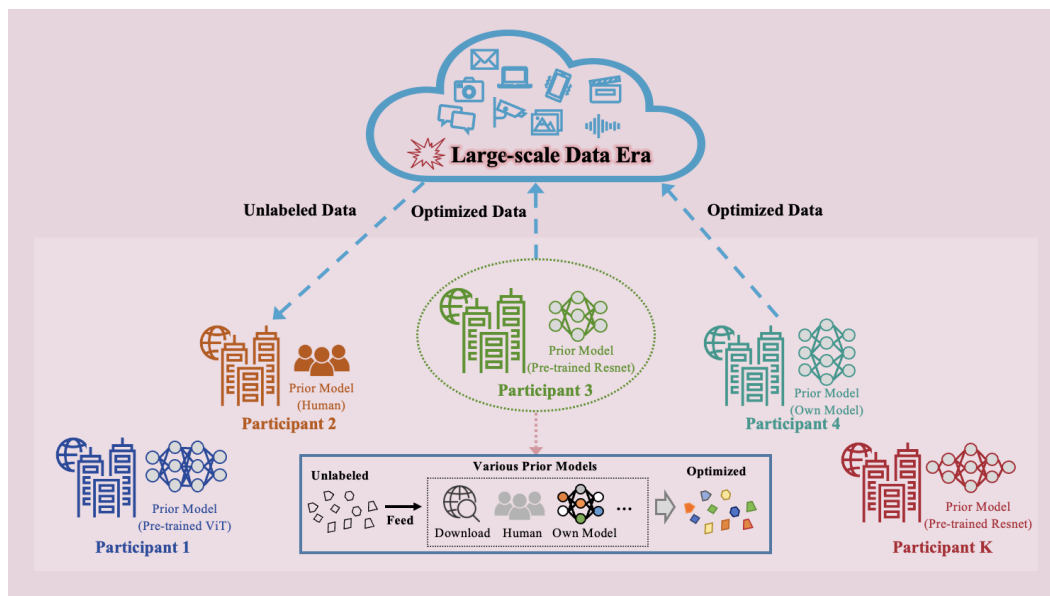 Large-scale Data Era
Unlabeled Data
Optimized Data
Optimized Data
Prior Model
(Human)
Participant 2
Prior Model
(Pre-trained Resnet)
Participant 3
Prior Model
(Own Model)
Participant 4
Prior Model
(Pre-trained ViT)
Participant 1
Unlabeled
Feed
Various Prior Models
Download
Human
Own Model
...
Optimized
Prior Model
(Pre-trained Resnet)
Participant K